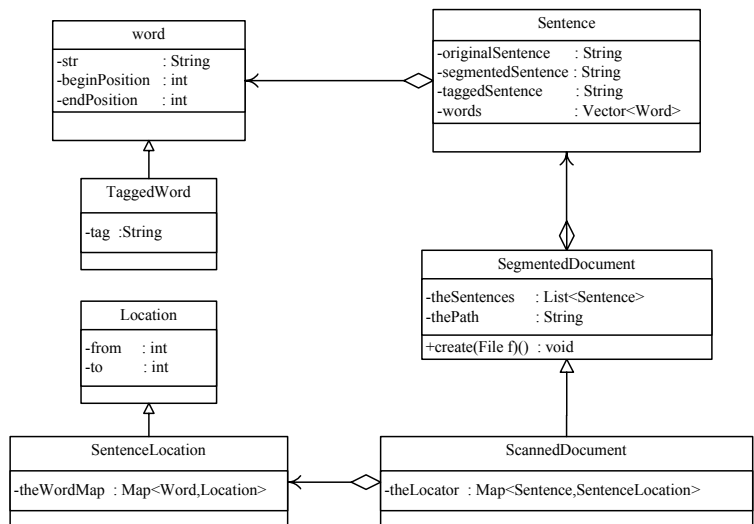 word
-str : String
-beginPosition : int
-endPosition : int
Sentence
-originalSentence : String
-segmentedSentence : String
-taggedSentence : String
-words : Vector<Word>
TaggedWord
-tag :String
SegmentedDocument
-theSentences : List<Sentence>
-thePath : String
+create(File f)() : void
Location
-from : int
-to : int
SentenceLocation
-theWordMap : Map<Word,Location>
ScannedDocument
-theLocator : Map<Sentence,SentenceLocation>